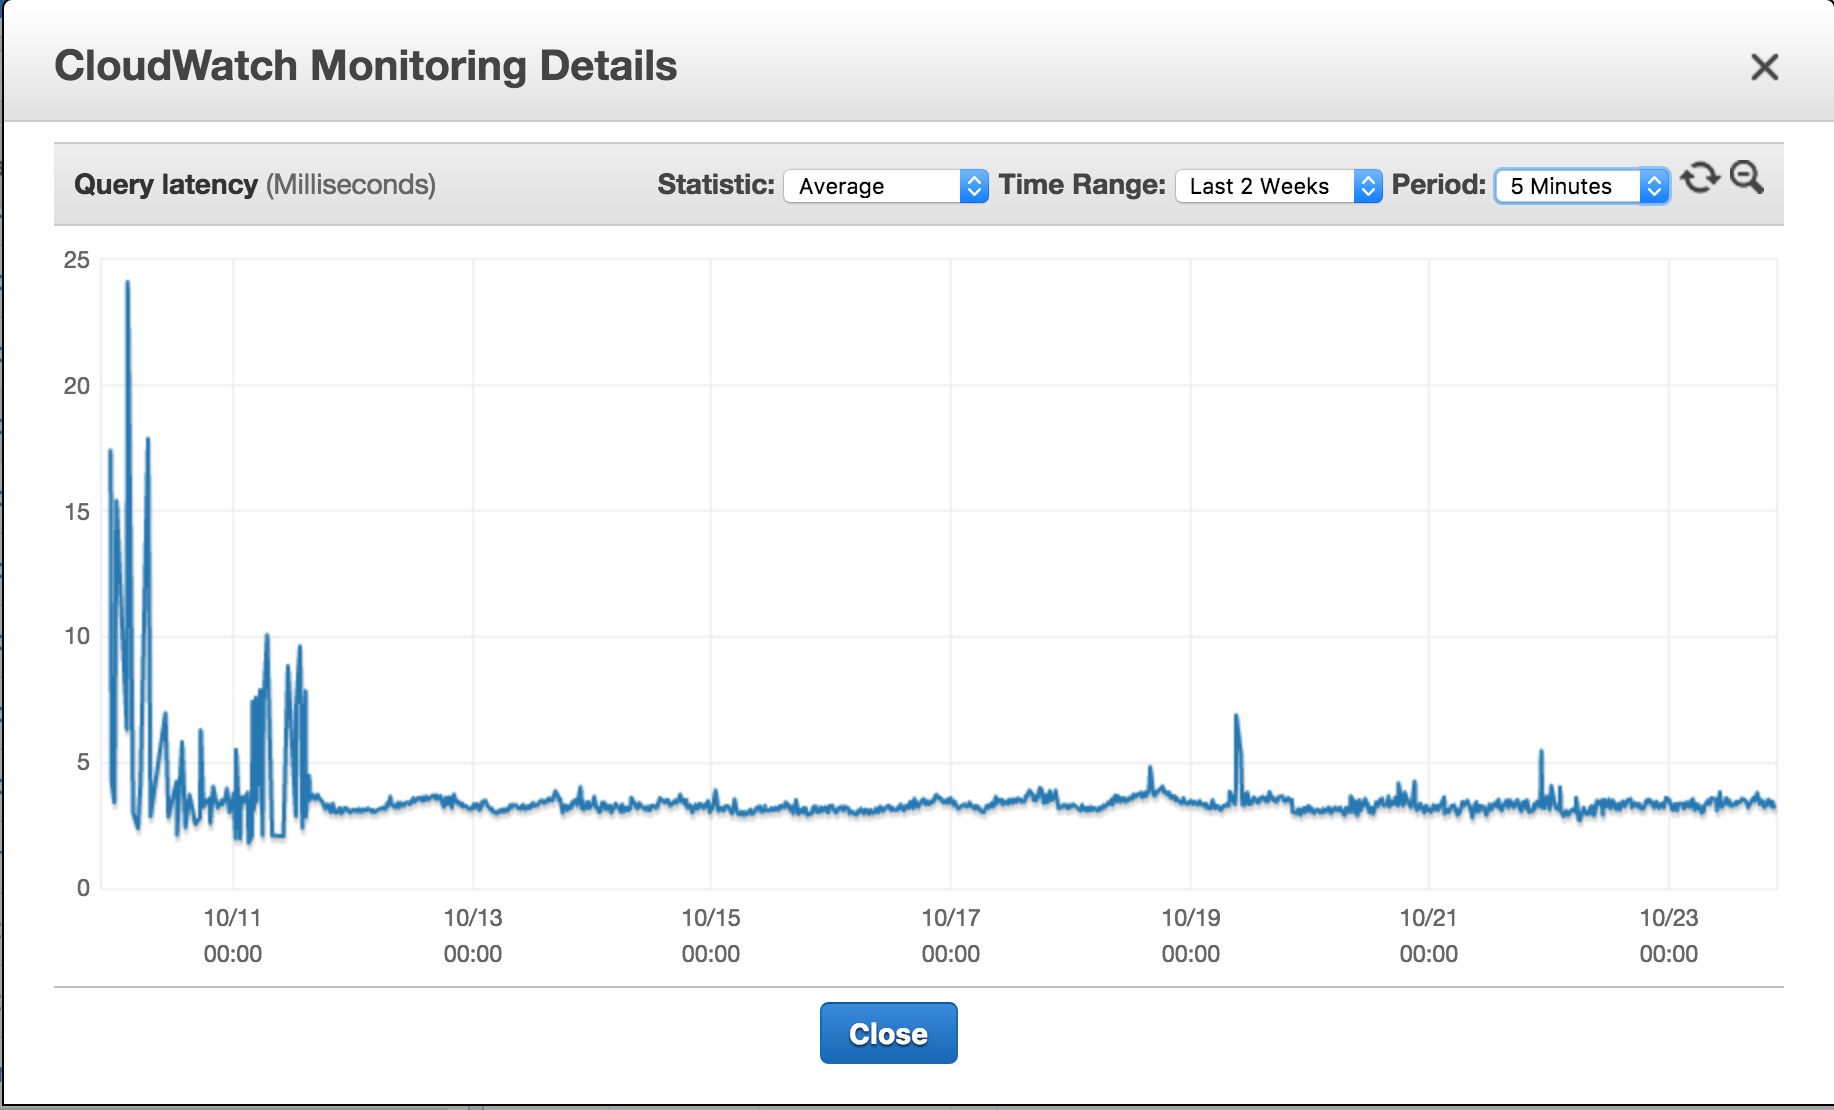 CloudWatch Monitoring Details
Query latency (Milliseconds) Statistic: Average Time Range: Last 2 Weeks Period: 5 Minutes
25
20
15
10
5
0
10/11 10/13 10/15 10/17 10/19 10/21 10/23
00:00 00:00 00:00 00:00 00:00 00:00 00:00
Close